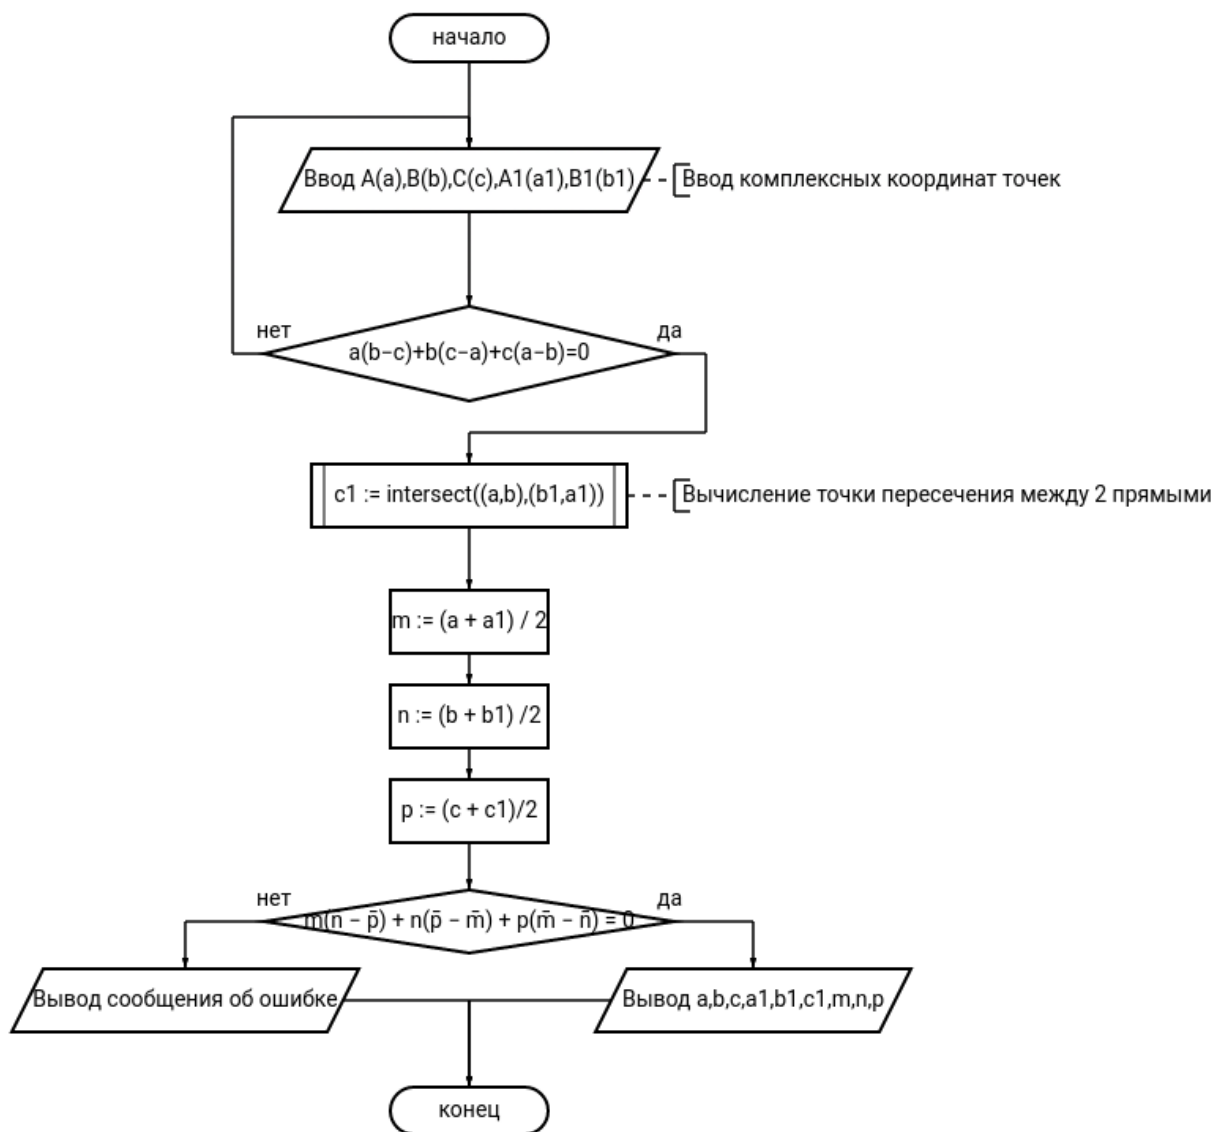 начало
Ввод A(a),B(b),C(c),A1(a1),B1(b1)
Ввод комплексных координат точек
нет
да
a(b−c)+b(c−a)+c(a−b)=0
c1 := intersect((a,b),(b1,a1))
Вычисление точки пересечения между 2 прямыми
m := (a + a1) / 2
n := (b + b1) /2
p := (c + c1)/2
нет
да
m(n̄ − p̄) + n(p̄ − m̄) + p(m̄ − n̄) = 0
Вывод сообщения об ошибке
Вывод a,b,c,a1,b1,c1,m,n,p
конец